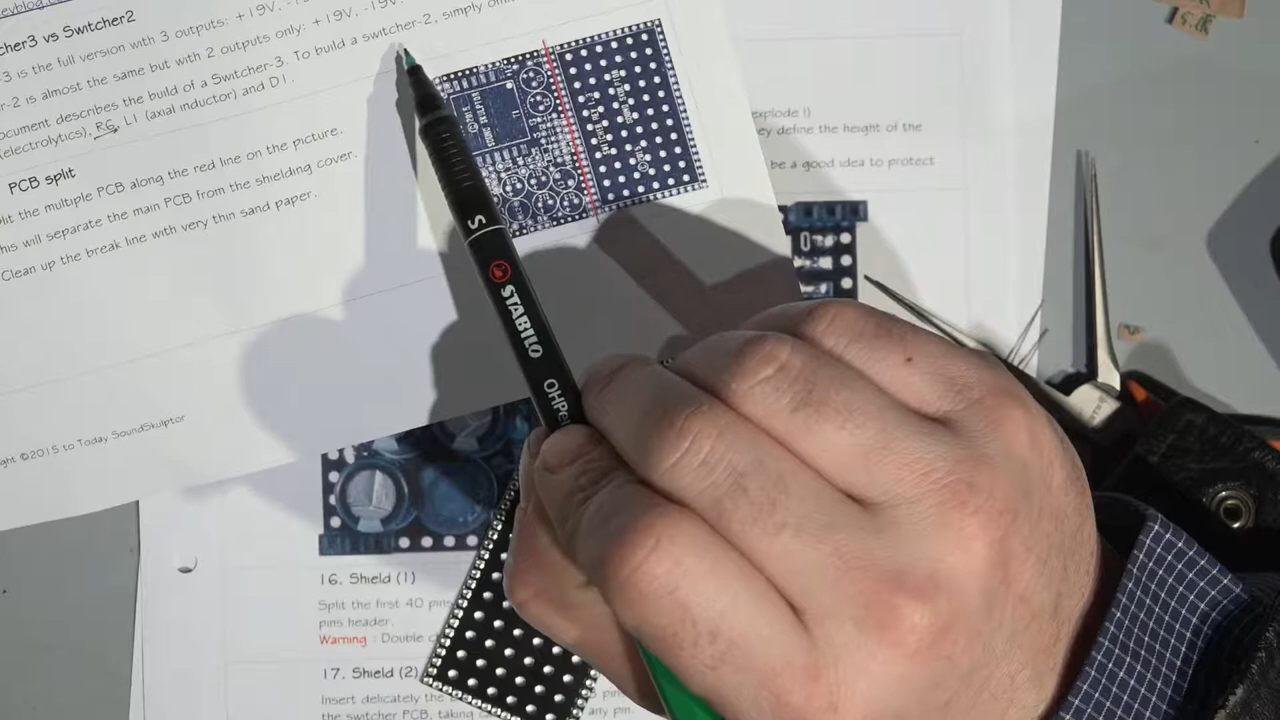 eyblog.co
cher3 vs Switcher2
-3 is the full version with 3 outputs: +19V, -19
er-2 is almost the same but with 2 outputs only: +19V, -19V.
ocument describes the build of a Switcher-3. To build a switcher-2, simply omi
(electrolytics), R6, L1 (axial inductor) and D1.
PCB split
lit the multiple PCB along the red line on the picture.
his will separate the main PCB from the shielding cover.
Clean up the break line with very thin sand paper.
ght ©2015 to Today SoundSkulptor
explode !)
ey define the height of the
be a good idea to protect
S
STABILO
OHPen
16. Shield (1)
Split the first 40 pins
pins header.
Warning : Double c
17. Shield (2)
Insert delicately the
pins
the switcher PCB, taking c
any pin.